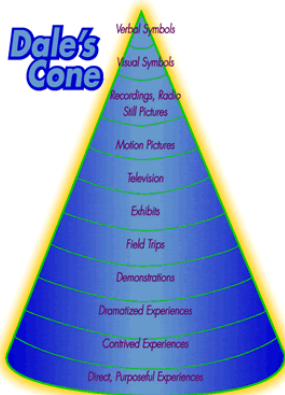 Dale's
Cone
Verbal Symbols
Visual Symbols
Recordings, Radio
Still Pictures
Motion Pictures
Television
Exhibits
Field Trips
Demonstrations
Dramatized Experiences
Contrived Experiences
Direct, Purposeful Experiences